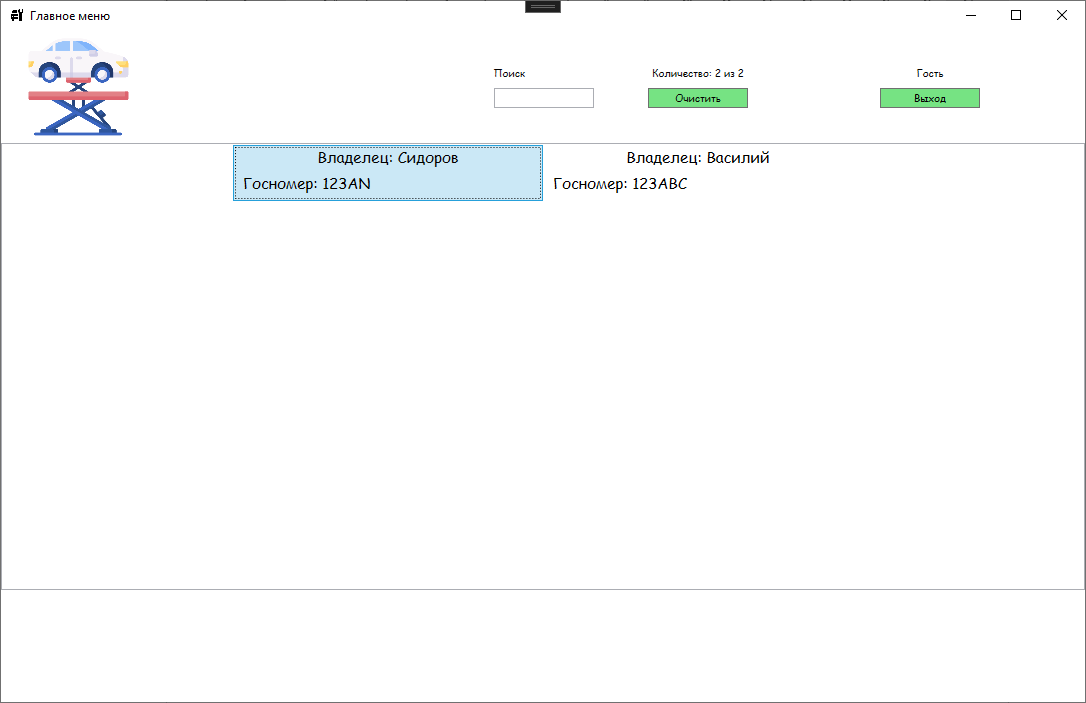 Главное меню
Поиск
Количество: 2 из 2
Гость
Очистить
Выход
Владелец: Сидоров
Госномер: 123AN
Владелец: Василий
Госномер: 123ABC